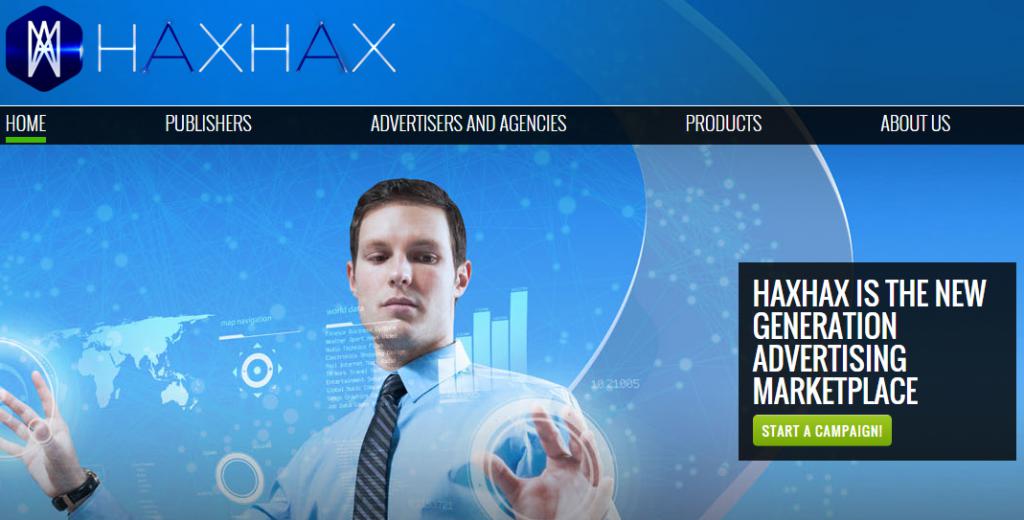 HAXHAX
HOME PUBLISHERS ADVERTISERS AND AGENCIES PRODUCTS ABOUT US
HAXHAX IS THE NEW
GENERATION
ADVERTISING
MARKETPLACE
START A CAMPAIGN!
map navigation
world data
10 21005